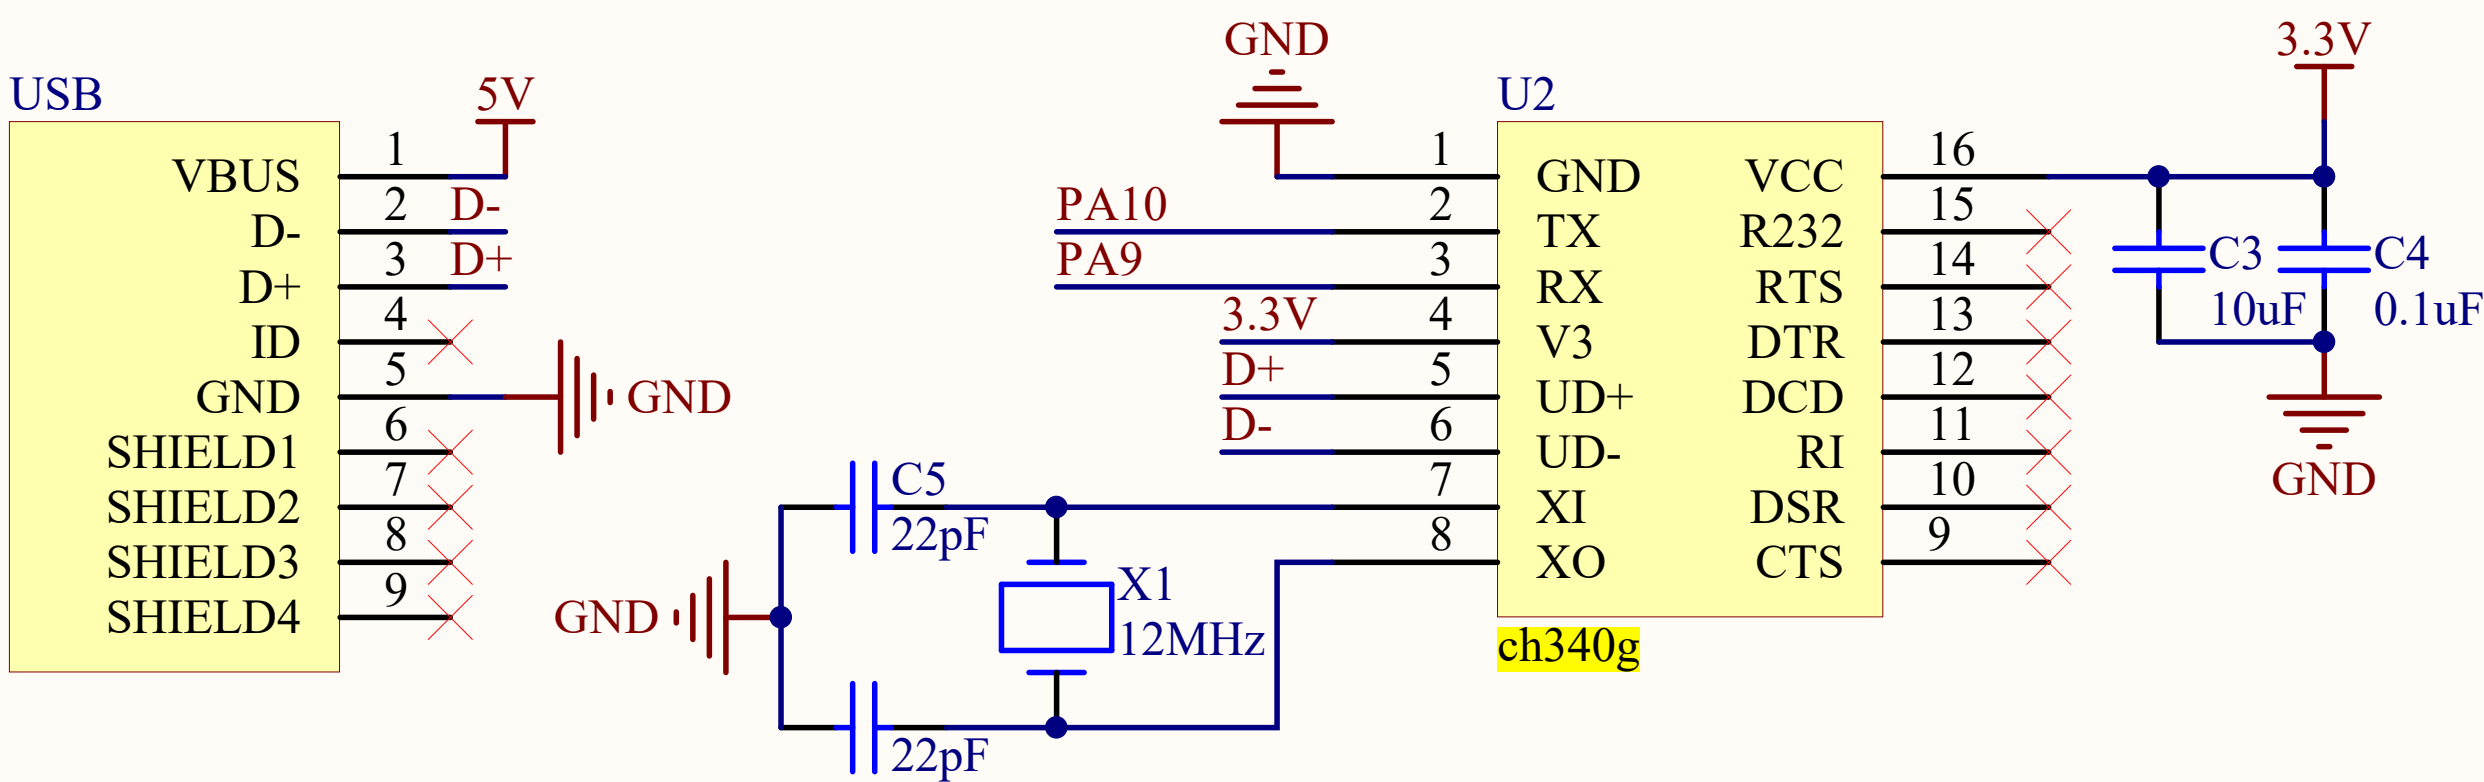 USB
5V
VBUS 1
D- 2 D-
D+ 3 D+
ID 4
GND 5 GND
SHIELD1 6
SHIELD2 7
SHIELD3 8
SHIELD4 9
GND
C5
22pF
X1
12MHz
22pF
GND
U2
PA10 2 TX
PA9 3 RX
3.3V 4 V3
D+ 5 UD+
D- 6 UD-
7 XI
8 XO
1 GND
VCC 16
R232 15
RTS 14
DTR 13
DCD 12
RI 11
DSR 10
CTS 9
ch340g
3.3V
C3
10uF
C4
0.1uF
GND